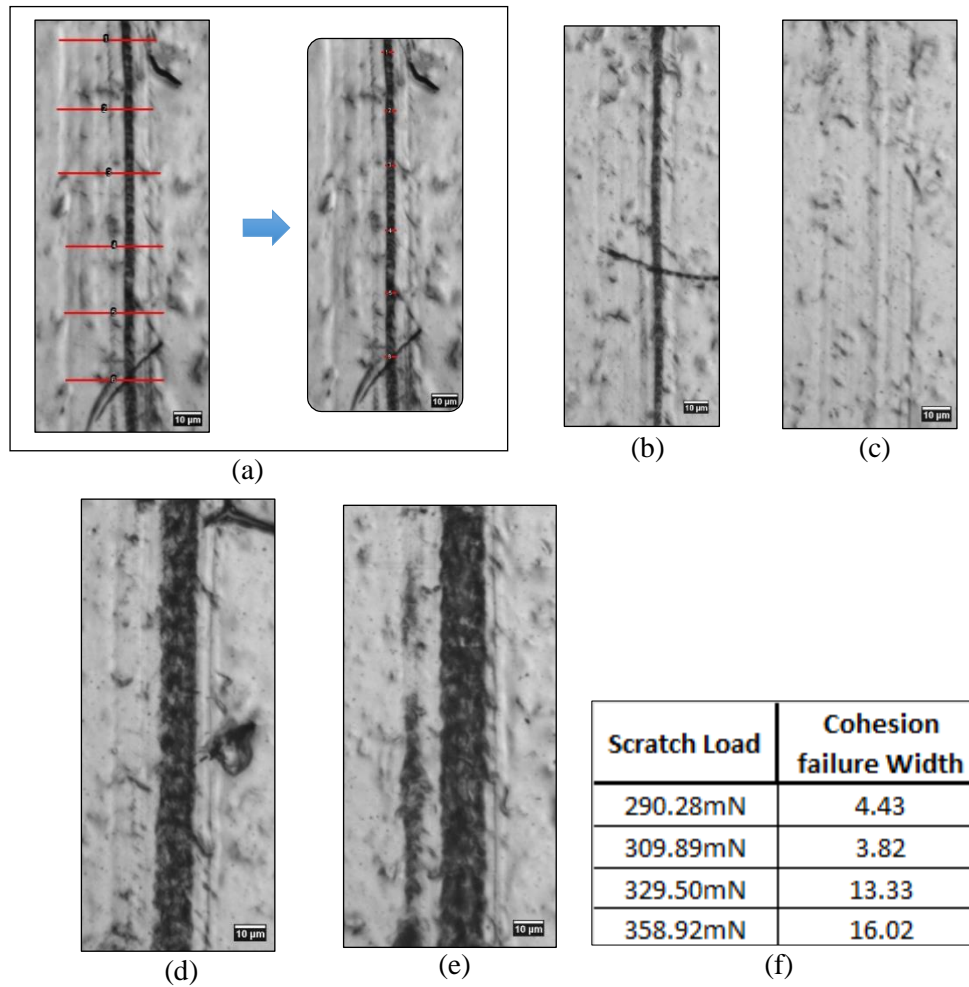 10 µm
10 µm
10 µm
10 µm
(a)
(b)
(c)
10 µm
10 µm
(d)
(e)
Scratch Load Cohesion failure Width
290.28mN 4.43
309.89mN 3.82
329.50mN 13.33
358.92mN 16.02
(f)